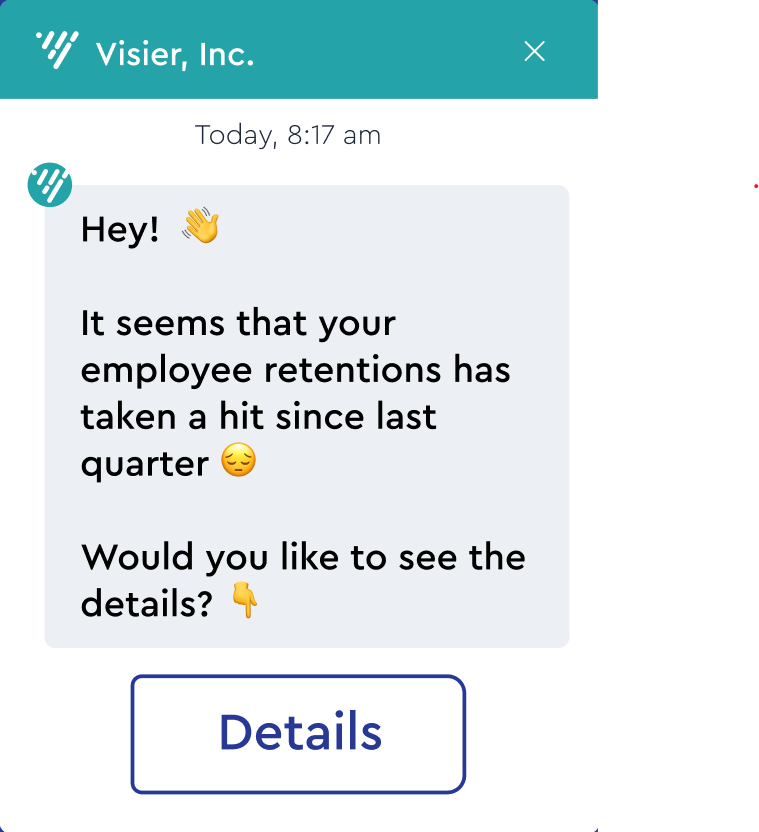 Visier, Inc.
Today, 8:17 am
Hey! 👋
It seems that your
employee retentions has
taken a hit since last
quarter 😔
Would you like to see the
details? 👇
Details